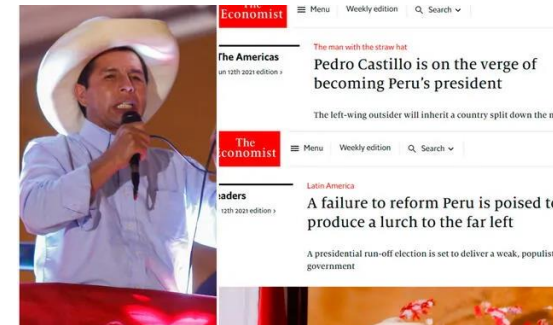 The
Economist
Menu Weekly edition Search
The Americas
un 12th 2021 edition >
The man with the straw hat
Pedro Castillo is on the verge of
becoming Peru's president
The left-wing outsider will inherit a country split down the
The
conomist
Menu Weekly edition Search
aders
12th 2021 edition >
Latin America
A failure to reform Peru is poised to
produce a lurch to the far left
A presidential run-off election is set to deliver a weak, populist
government